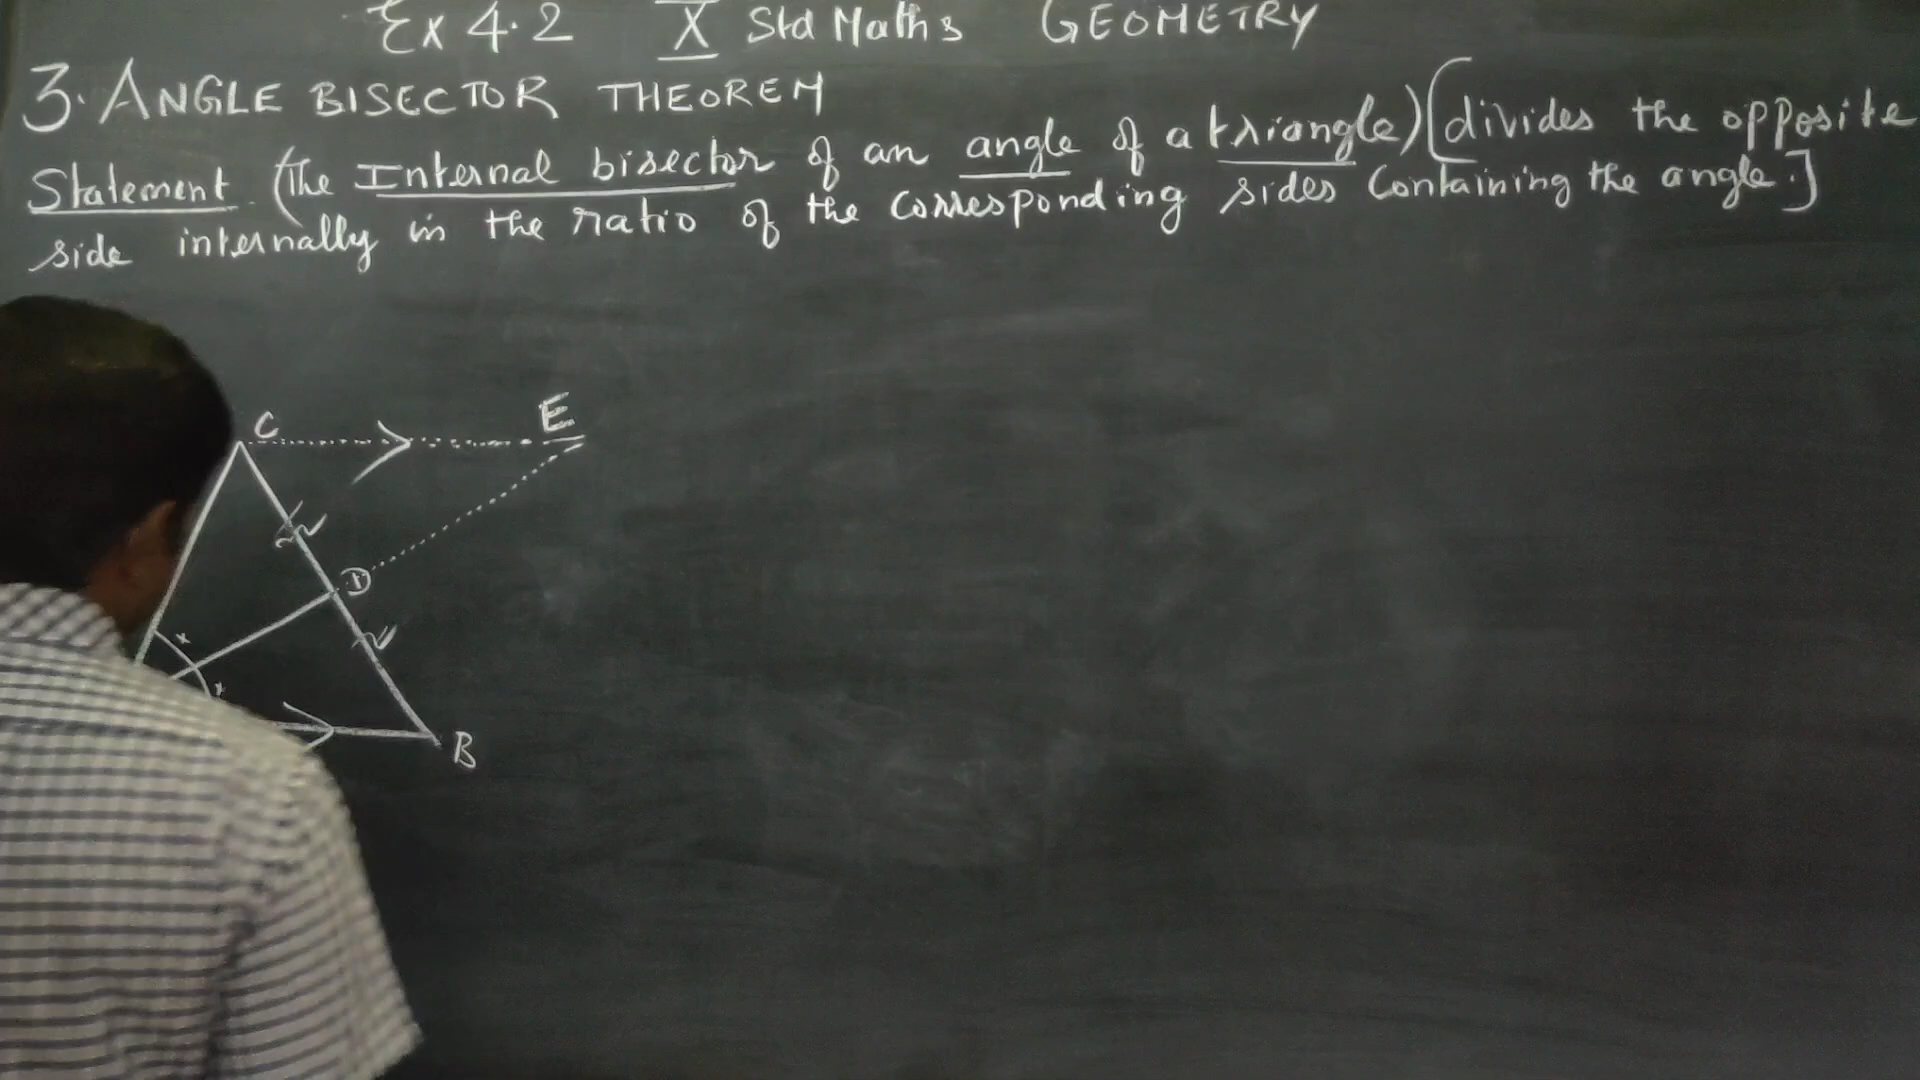 Ex 4.2 X Std Maths GEOMETRY
3. ANGLE BISECTOR THEOREM
Statement. (The Internal bisector of an angle of a triangle) [divides the opposite
side internally in the ratio of the corresponding sides containing the angle.]
C
E
D
x
x
B